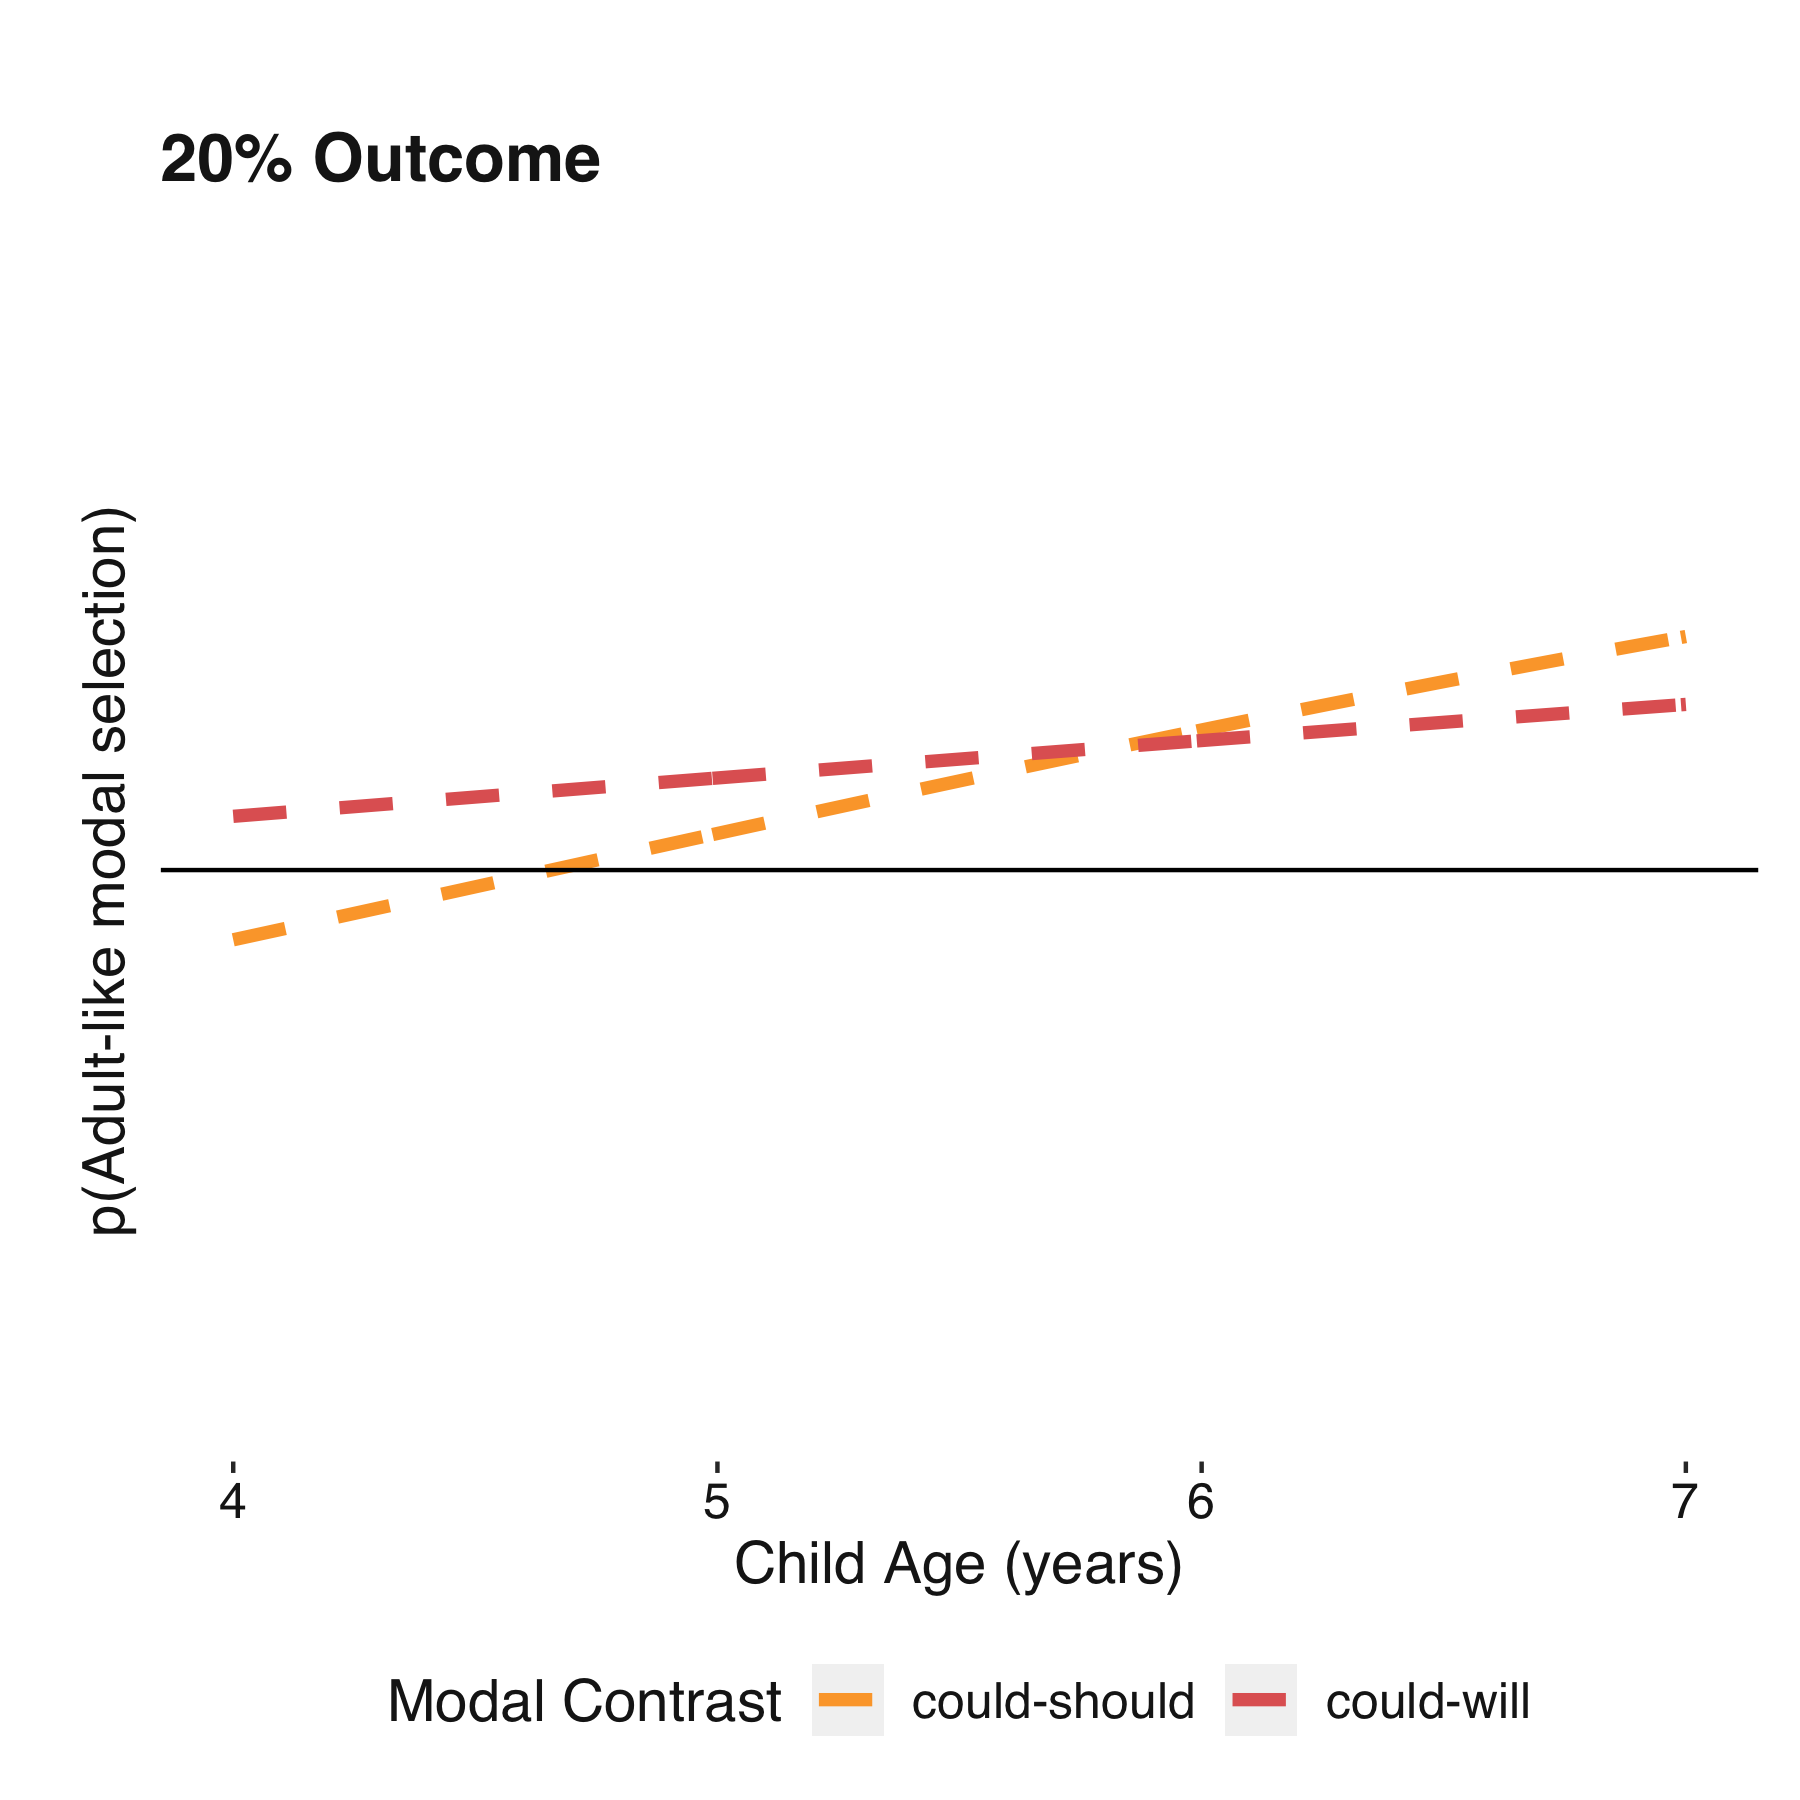 20% Outcome
p(Adult-like modal selection)
4 5 6 7
Child Age (years)
Modal Contrast could-should could-will